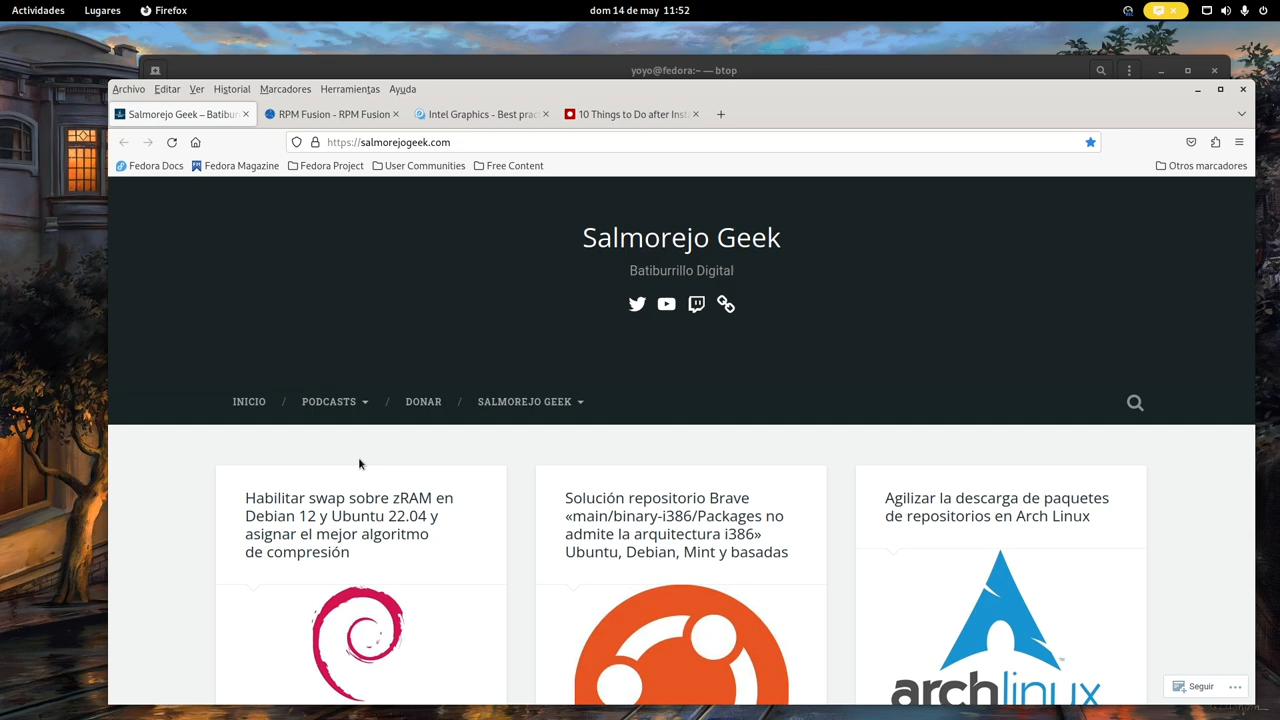 Actividades Lugares Firefox dom 14 de may 11:52
yoyo@fedora:~ — btop
Archivo Editar Ver Historial Marcadores Herramientas Ayuda
Salmorejo Geek – Batibur RPM Fusion - RPM Fusion Intel Graphics - Best prac 10 Things to Do after Inst
https://salmorejogeek.com
Fedora Docs Fedora Magazine Fedora Project User Communities Free Content Otros marcadores
Salmorejo Geek
Batiburrillo Digital
INICIO / PODCASTS / DONAR / SALMOREJO GEEK
Habilitar swap sobre zRAM en
Debian 12 y Ubuntu 22.04 y
asignar el mejor algoritmo
de compresión
Solución repositorio Brave
«main/binary-i386/Packages no
admite la arquitectura i386»
Ubuntu, Debian, Mint y basadas
Agilizar la descarga de paquetes
de repositorios en Arch Linux
archlinux
Seguir